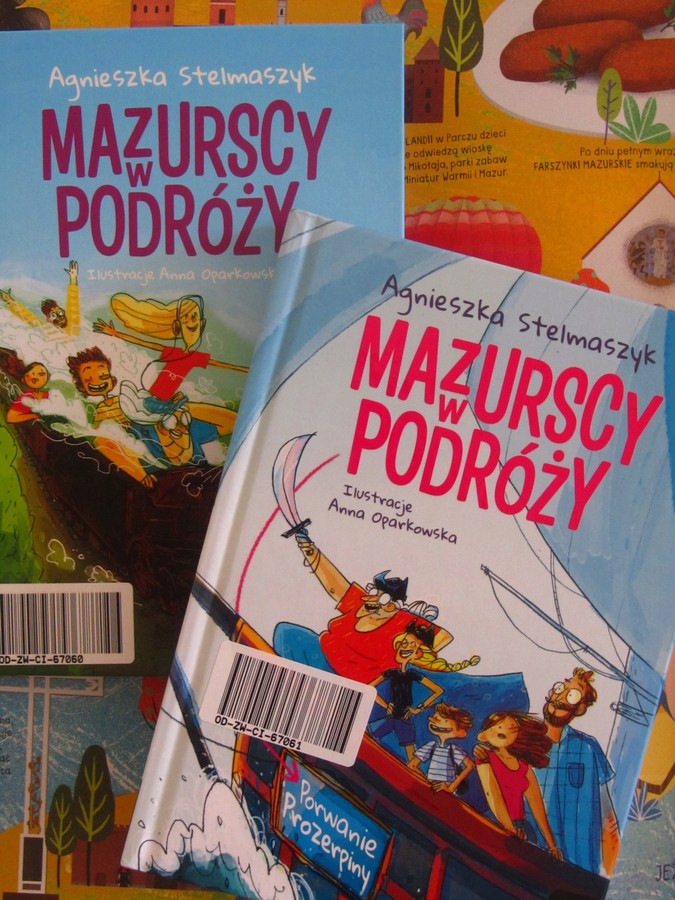 Agnieszka Stelmaszyk
MAZURSCY
W
PODRÓŻY
Ilustracje Anna Oparkowsk
OD-ZW-CI-67060
LANDII w Parczu dzieci
e odwiedzą wioskę
Mikołaja, parki zabaw
Miniatur Warmii i Mazur.
Po dniu pełnym wra
FARSZYNKI MAZURSKIE smakują
Agnieszka Stelmaszyk
MAZURSCY
W
PODRÓŻY
Ilustracje
Anna Oparkowska
OD-ZW-CI-67061
Porwanie
Prozerpiny
JEZ